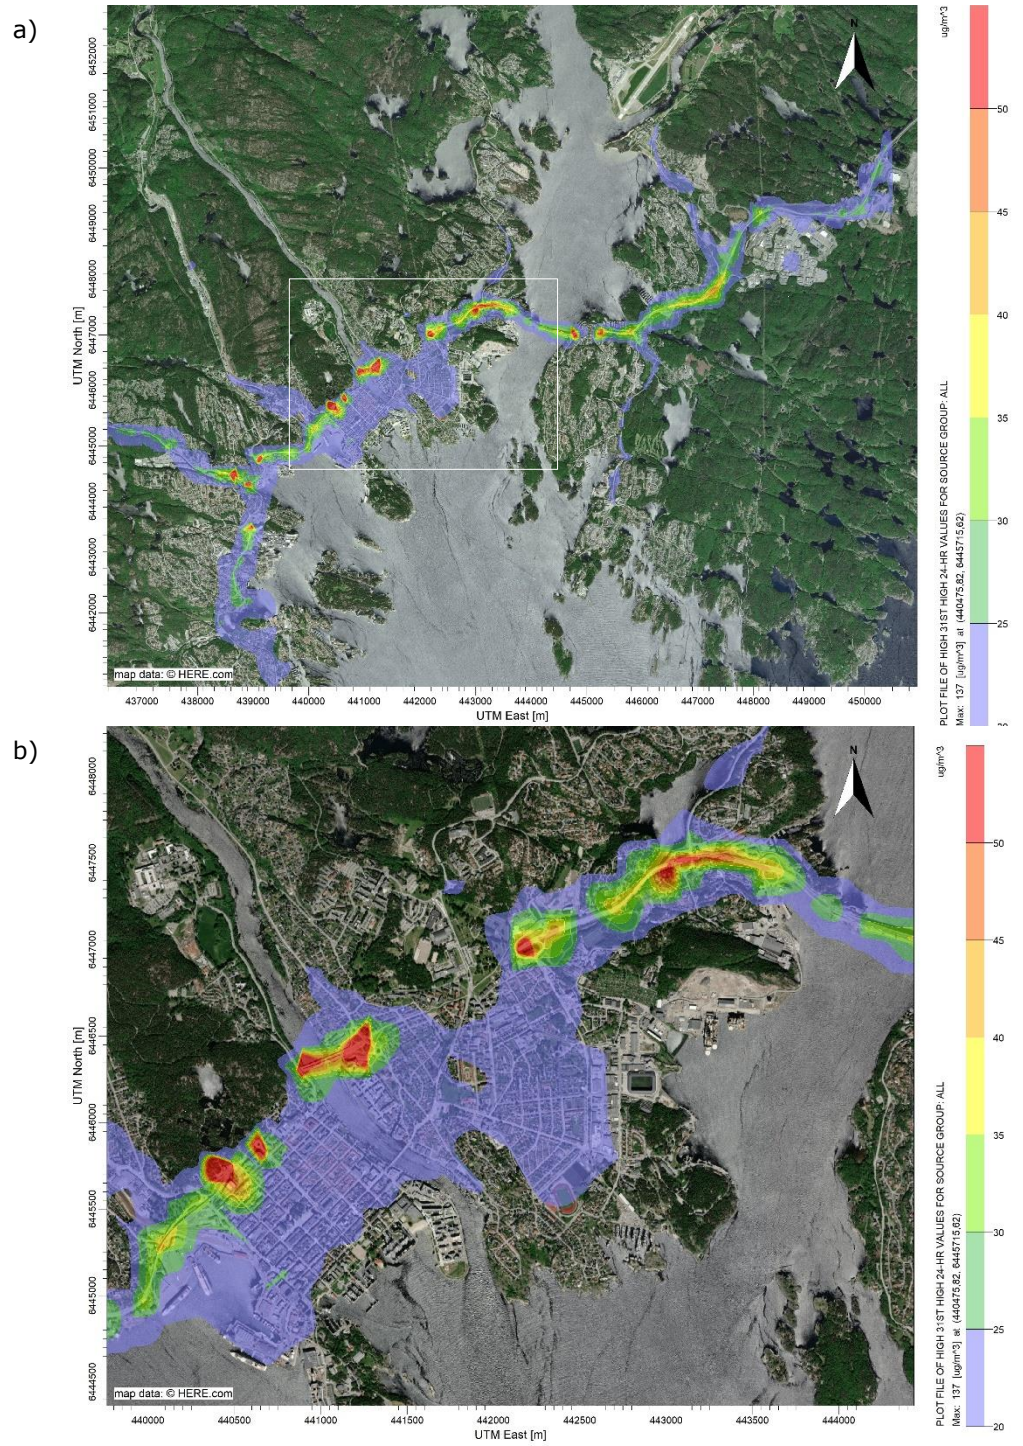 a)
N
ug/m^3
50
45
40
35
30
25
20
PLOT FILE OF HIGH 31ST HIGH 24-HR VALUES FOR SOURCE GROUP: ALL
Max: 137 [ug/m^3] at (440475,82, 6445715,62)
UTM North [m]
6452000
6451000
6450000
6449000
6448000
6447000
6446000
6445000
6444000
6443000
6442000
map data: © HERE.com
437000 438000 439000 440000 441000 442000 443000 444000 445000 446000 447000 448000 449000 450000
UTM East [m]
b)
N
ug/m^3
50
45
40
35
30
25
20
PLOT FILE OF HIGH 31ST HIGH 24-HR VALUES FOR SOURCE GROUP: ALL
Max: 137 [ug/m^3] at (440475,82, 6445715,62)
UTM North [m]
6448000
6447500
6447000
6446500
6446000
6445500
6445000
6444500
map data: © HERE.com
440000 440500 441000 441500 442000 442500 443000 443500 444000
UTM East [m]